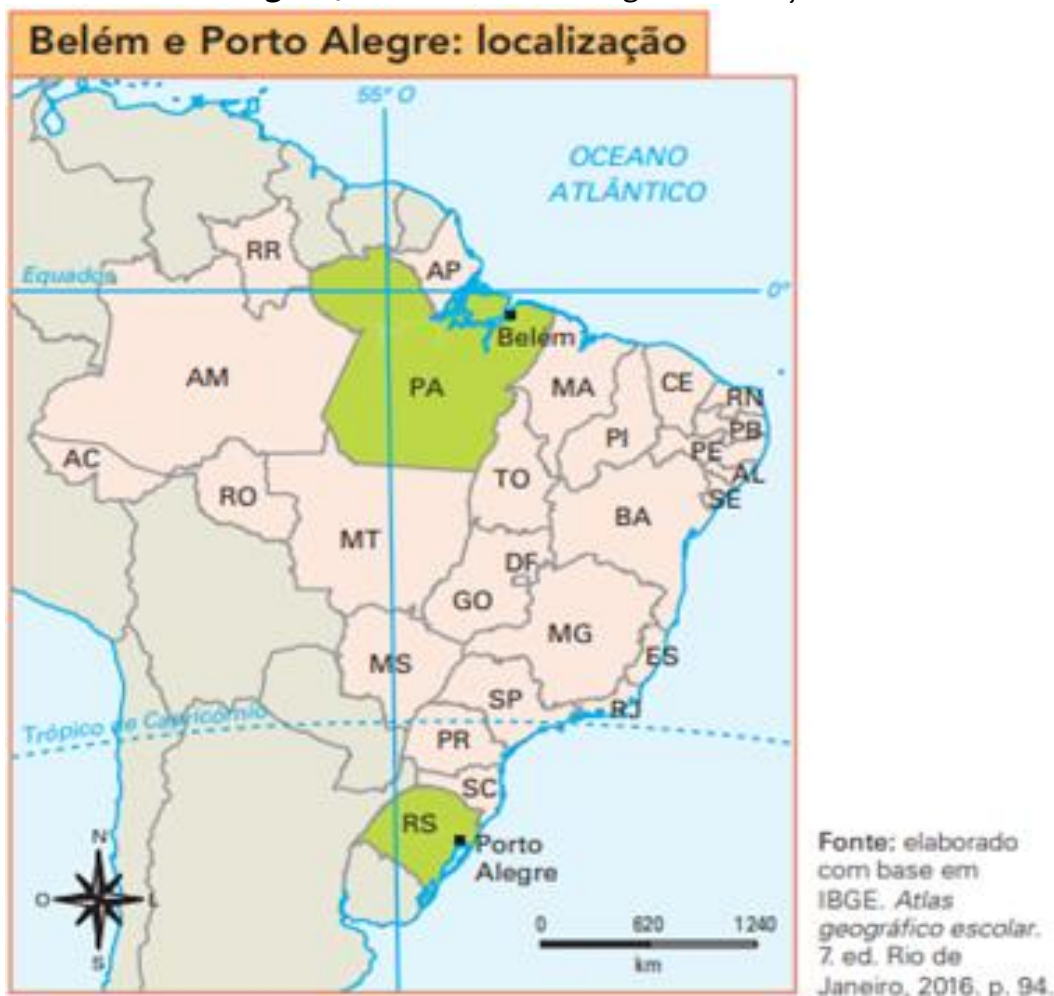 Belém e Porto Alegre: localização
55° O
OCEANO
ATLÂNTICO
RR
AP
Equador
0°
Belém
AM
PA
MA
CE
RN
PI
PB
PE
AC
AL
TO
SE
RO
BA
MT
DF
GO
MG
MS
ES
SP
RJ
Trópico de Capricórnio
PR
SC
RS
Porto
Alegre
N
O
L
S
0 620 1240
km
Fonte: elaborado
com base em
IBGE. Atlas
geográfico escolar.
7. ed. Rio de
Janeiro, 2016. p. 94.